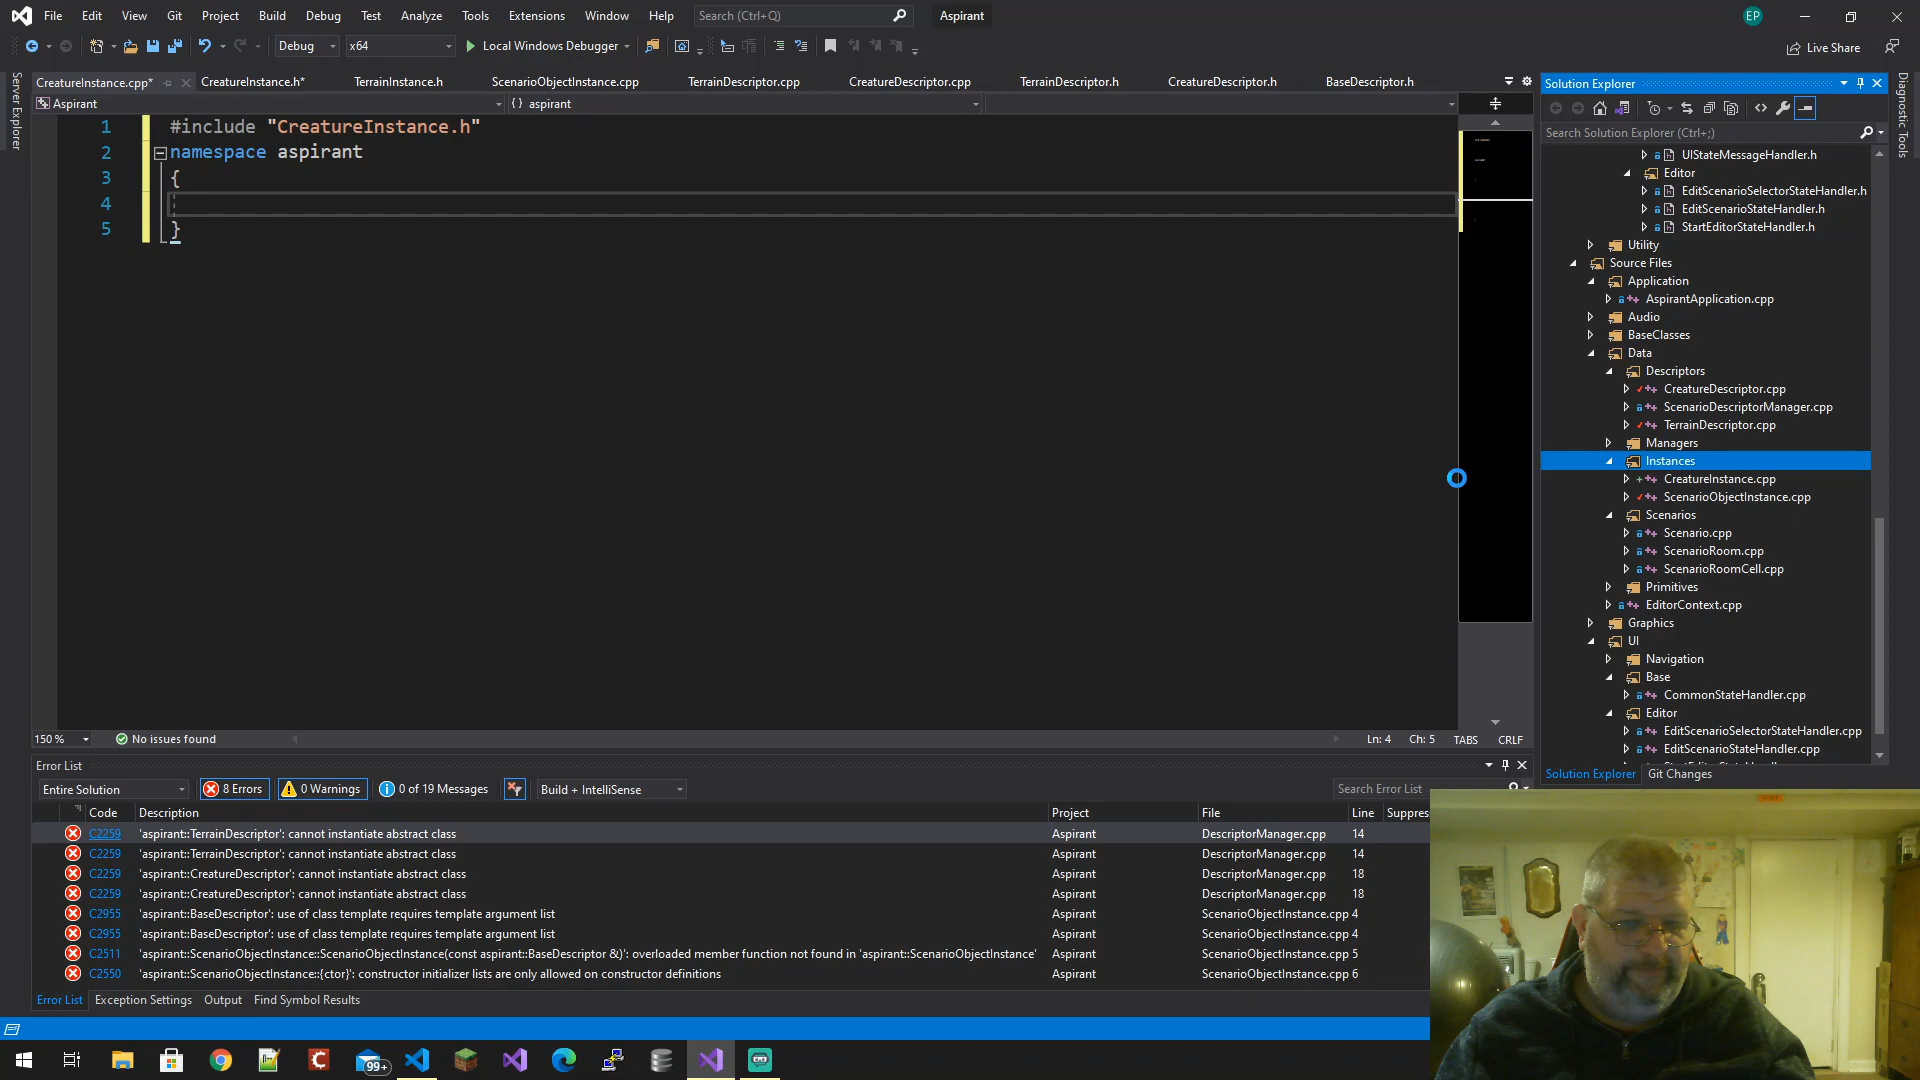 File Edit View Git Project Build Debug Test Analyze Tools Extensions Window Help Search (Ctrl+Q) Aspirant EP
Debug x64 Local Windows Debugger Live Share
Server Explorer
CreatureInstance.cpp* CreatureInstance.h* TerrainInstance.h ScenarioObjectInstance.cpp TerrainDescriptor.cpp CreatureDescriptor.cpp TerrainDescriptor.h CreatureDescriptor.h BaseDescriptor.h
Aspirant {} aspirant
1 #include "CreatureInstance.h"
2 namespace aspirant
3 {
4
5 }
150 % No issues found Ln: 4 Ch: 5 TABS CRLF
Solution Explorer
Search Solution Explorer (Ctrl+;)
UIStateMessageHandler.h
Editor
EditScenarioSelectorStateHandler.h
EditScenarioStateHandler.h
StartEditorStateHandler.h
Utility
Source Files
Application
AspirantApplication.cpp
Audio
BaseClasses
Data
Descriptors
CreatureDescriptor.cpp
ScenarioDescriptorManager.cpp
TerrainDescriptor.cpp
Managers
Instances
CreatureInstance.cpp
ScenarioObjectInstance.cpp
Scenarios
Scenario.cpp
ScenarioRoom.cpp
ScenarioRoomCell.cpp
Primitives
EditorContext.cpp
Graphics
UI
Navigation
Base
CommonStateHandler.cpp
Editor
EditScenarioSelectorStateHandler.cpp
EditScenarioStateHandler.cpp
Solution Explorer Git Changes
Diagnostic Tools
Error List
Entire Solution 8 Errors 0 Warnings 0 of 19 Messages Build + IntelliSense Search Error List
Code Description Project File Line Suppres
C2259 'aspirant::TerrainDescriptor': cannot instantiate abstract class Aspirant DescriptorManager.cpp 14
C2259 'aspirant::TerrainDescriptor': cannot instantiate abstract class Aspirant DescriptorManager.cpp 14
C2259 'aspirant::CreatureDescriptor': cannot instantiate abstract class Aspirant DescriptorManager.cpp 18
C2259 'aspirant::CreatureDescriptor': cannot instantiate abstract class Aspirant DescriptorManager.cpp 18
C2955 'aspirant::BaseDescriptor': use of class template requires template argument list Aspirant ScenarioObjectInstance.cpp 4
C2955 'aspirant::BaseDescriptor': use of class template requires template argument list Aspirant ScenarioObjectInstance.cpp 4
C2511 'aspirant::ScenarioObjectInstance::ScenarioObjectInstance(const aspirant::BaseDescriptor &)': overloaded member function not found in 'aspirant::ScenarioObjectInstance' Aspirant ScenarioObjectInstance.cpp 5
C2550 'aspirant::ScenarioObjectInstance::{ctor}': constructor initializer lists are only allowed on constructor definitions Aspirant ScenarioObjectInstance.cpp 6
Error List Call Hierarchy Output Find Symbol Results
99+